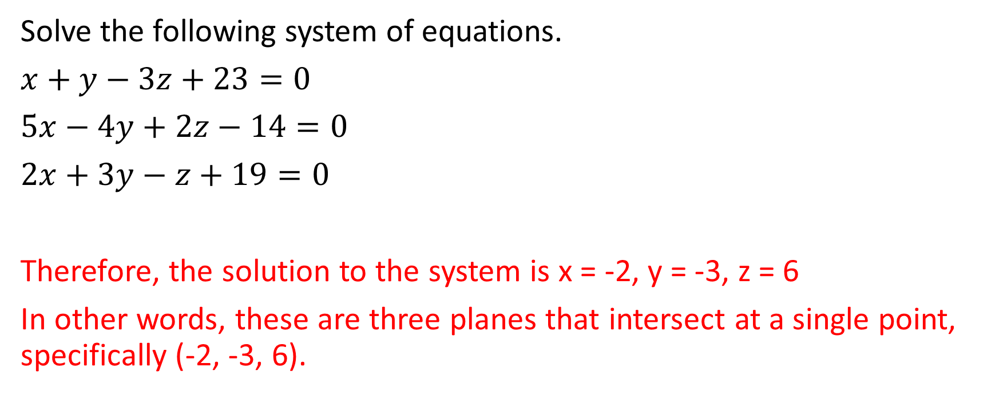 Solve the following system of equations.
x + y − 3z + 23 = 0
5x − 4y + 2z − 14 = 0
2x + 3y − z + 19 = 0
Therefore, the solution to the system is x = -2, y = -3, z = 6
In other words, these are three planes that intersect at a single point,
specifically (-2, -3, 6).